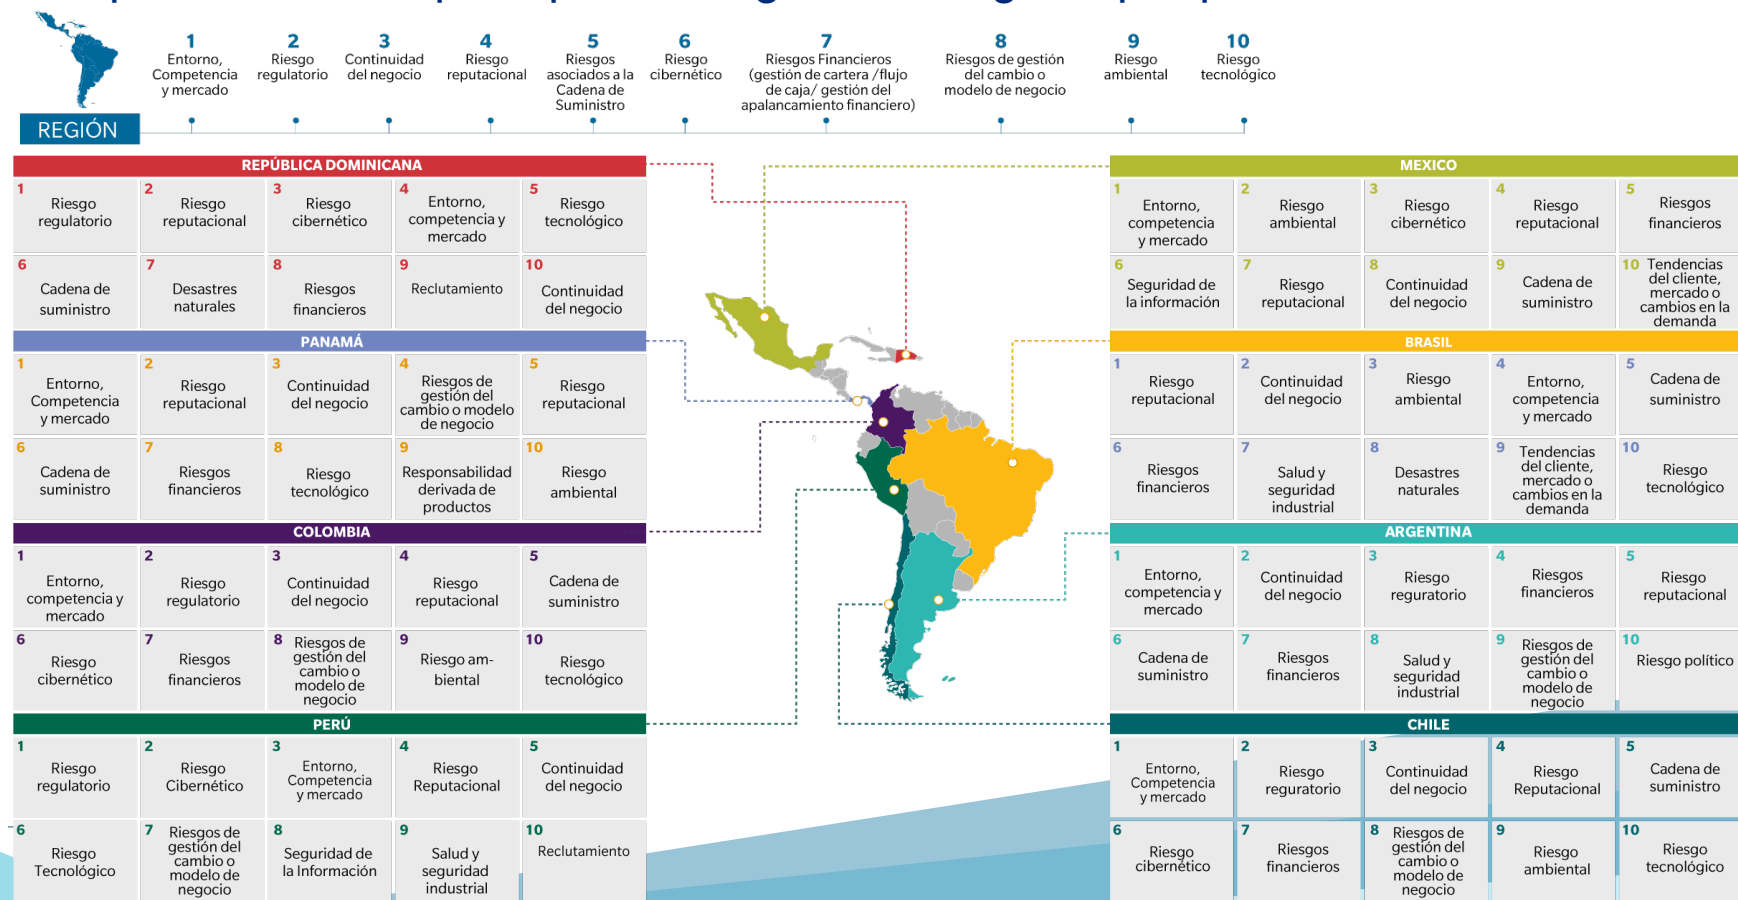 1
Entorno,
Competencia
y mercado
2
Riesgo
regulatorio
3
Continuidad
del negocio
4
Riesgo
reputacional
5
Riesgos
asociados a la
Cadena de
Suministro
6
Riesgo
cibernético
7
Riesgos Financieros
(gestión de cartera /flujo
de caja/ gestión del
apalancamiento financiero)
8
Riesgos de gestión
del cambio o
modelo de negocio
9
Riesgo
ambiental
10
Riesgo
tecnológico
REGIÓN
REPÚBLICA DOMINICANA
1
Riesgo
regulatorio
2
Riesgo
reputacional
3
Riesgo
cibernético
4
Entorno,
competencia y
mercado
5
Riesgo
tecnológico
6
Cadena de
suministro
7
Desastres
naturales
8
Riesgos
financieros
9
Reclutamiento
10
Continuidad
del negocio
PANAMÁ
1
Entorno,
Competencia
y mercado
2
Riesgo
reputacional
3
Continuidad
del negocio
4
Riesgos de
gestión del
cambio o modelo
de negocio
5
Riesgo
reputacional
6
Cadena de
suministro
7
Riesgos
financieros
8
Riesgo
tecnológico
9
Responsabilidad
derivada de
productos
10
Riesgo
ambiental
COLOMBIA
1
Entorno,
competencia y
mercado
2
Riesgo
regulatorio
3
Continuidad
del negocio
4
Riesgo
reputacional
5
Cadena de
suministro
6
Riesgo
cibernético
7
Riesgos
financieros
8
Riesgos de
gestión del
cambio o
modelo de
negocio
9
Riesgo am-
biental
10
Riesgo
tecnológico
PERÚ
1
Riesgo
regulatorio
2
Riesgo
Cibernético
3
Entorno,
Competencia
y mercado
4
Riesgo
Reputacional
5
Continuidad
del negocio
6
Riesgo
Tecnológico
7
Riesgos de
gestión del
cambio o
modelo de
negocio
8
Seguridad de
la Información
9
Salud y
seguridad
industrial
10
Reclutamiento
MEXICO
1
Entorno,
competencia
y mercado
2
Riesgo
ambiental
3
Riesgo
cibernético
4
Riesgo
reputacional
5
Riesgos
financieros
6
Seguridad de
la información
7
Riesgo
reputacional
8
Continuidad
del negocio
9
Cadena de
suministro
10
Tendencias
del cliente,
mercado o
cambios en la
demanda
BRASIL
1
Riesgo
reputacional
2
Continuidad
del negocio
3
Riesgo
ambiental
4
Entorno,
competencia
y mercado
5
Cadena de
suministro
6
Riesgos
financieros
7
Salud y
seguridad
industrial
8
Desastres
naturales
9
Tendencias
del cliente,
mercado o
cambios en la
demanda
10
Riesgo
tecnológico
ARGENTINA
1
Entorno,
competencia y
mercado
2
Continuidad
del negocio
3
Riesgo
reguratorio
4
Riesgos
financieros
5
Riesgo
reputacional
6
Cadena de
suministro
7
Riesgos
financieros
8
Salud y
seguridad
industrial
9
Riesgos de
gestión del
cambio o
modelo de
negocio
10
Riesgo político
CHILE
1
Entorno,
Competencia
y mercado
2
Riesgo
reguratorio
3
Continuidad
del negocio
4
Riesgo
Reputacional
5
Cadena de
suministro
6
Riesgo
cibernético
7
Riesgos
financieros
8
Riesgos de
gestión del
cambio o
modelo de
negocio
9
Riesgo
ambiental
10
Riesgo
tecnológico